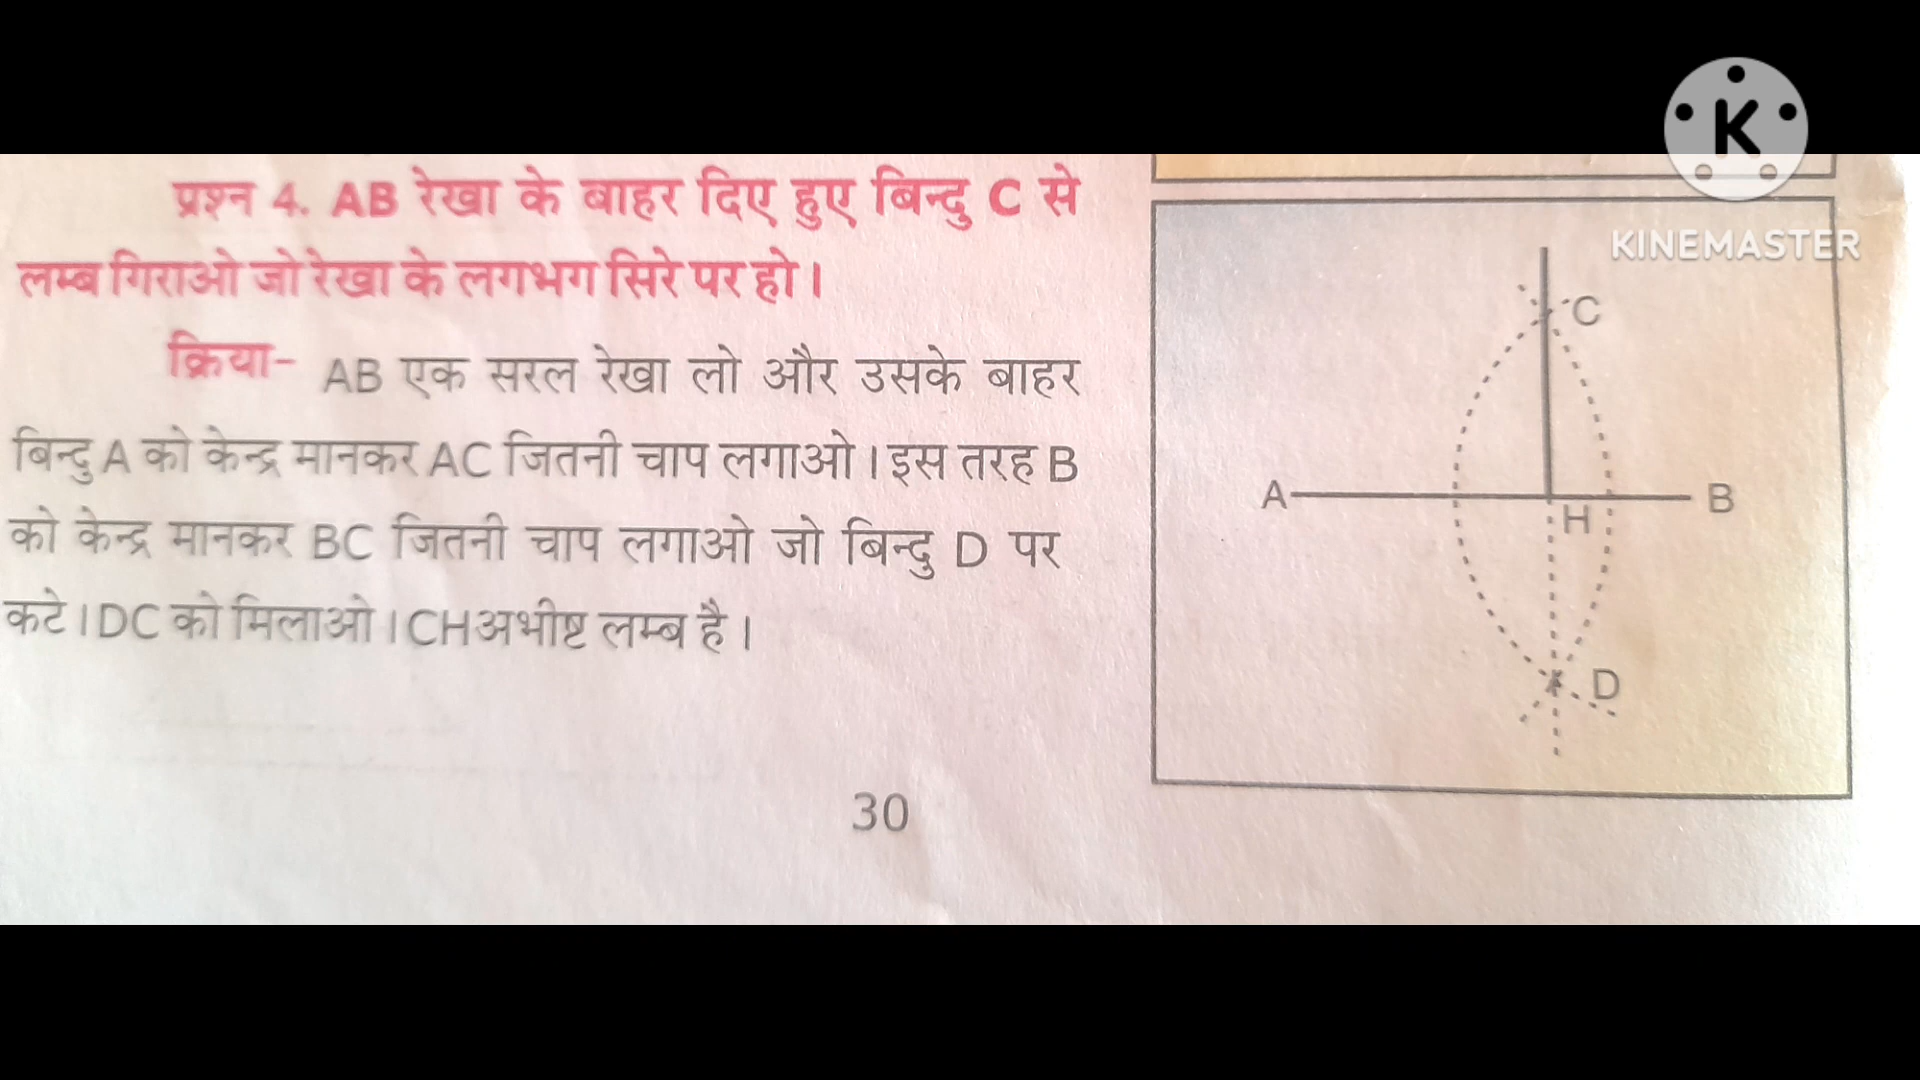 प्रश्न 4. AB रेखा के बाहर दिए हुए बिन्दु C से
लम्ब गिराओ जो रेखा के लगभग सिरे पर हो।
क्रिया- AB एक सरल रेखा लो और उसके बाहर
बिन्दु A को केन्द्र मानकर AC जितनी चाप लगाओ। इस तरह B
को केन्द्र मानकर BC जितनी चाप लगाओ जो बिन्दु D पर
कटे। DC को मिलाओ। CH अभीष्ट लम्ब है।
30
K
KINEMASTER
C
A
B
H
D